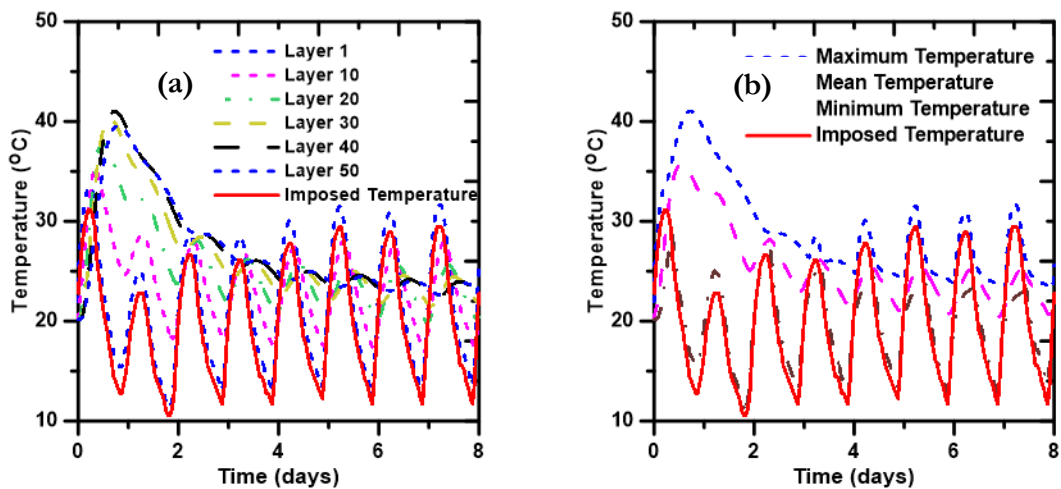 50
40
30
20
10
Temperature (°C)
(a)
Layer 1
Layer 10
Layer 20
Layer 30
Layer 40
Layer 50
Imposed Temperature
0
2
4
6
8
Time (days)
50
40
30
20
10
Temperature (°C)
(b)
Maximum Temperature
Mean Temperature
Minimum Temperature
Imposed Temperature
0
2
4
6
8
Time (days)